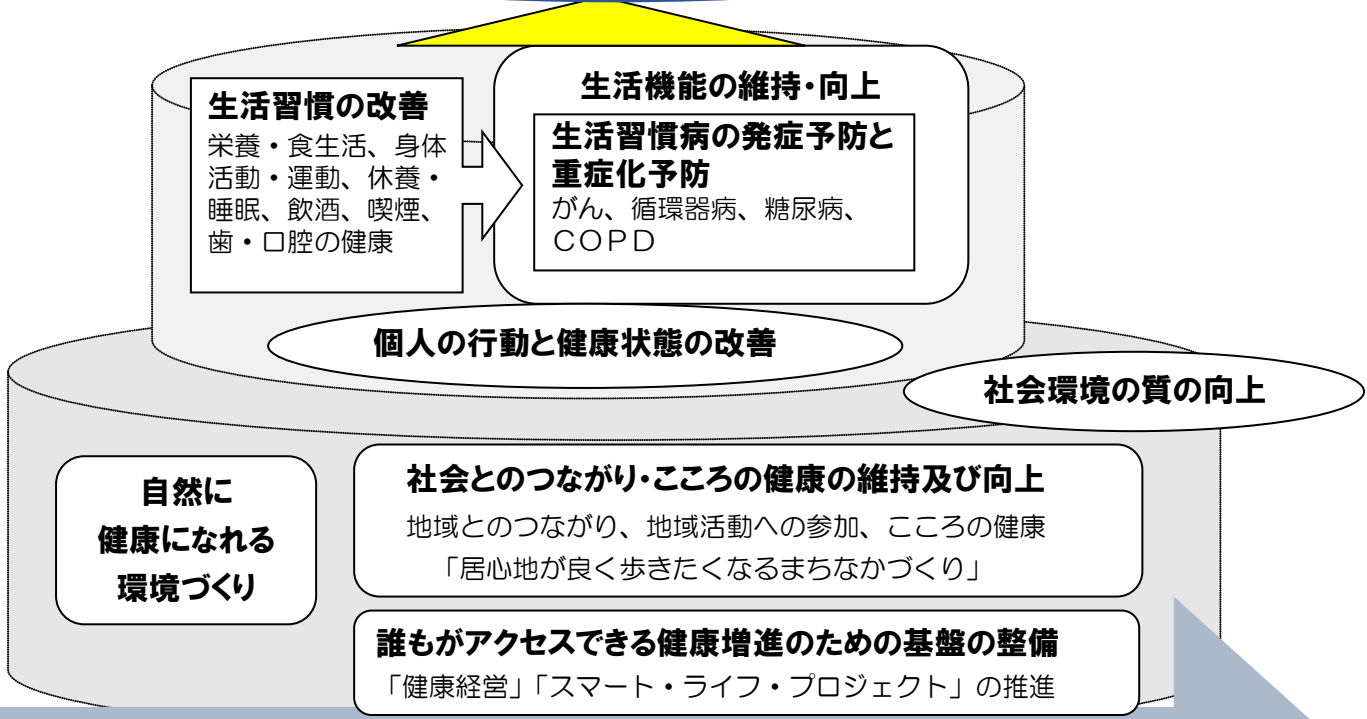 生活習慣の改善
栄養・食生活、身体
活動・運動、休養・
睡眠、飲酒、喫煙、
歯・口腔の健康
生活機能の維持・向上
生活習慣病の発症予防と
重症化予防
がん、循環器病、糖尿病、
ＣＯＰＤ
個人の行動と健康状態の改善
社会環境の質の向上
自然に
健康になれる
環境づくり
社会とのつながり・こころの健康の維持及び向上
地域とのつながり、地域活動への参加、こころの健康
「居心地が良く歩きたくなるまちなかづくり」
誰もがアクセスできる健康増進のための基盤の整備
「健康経営」「スマート・ライフ・プロジェクト」の推進